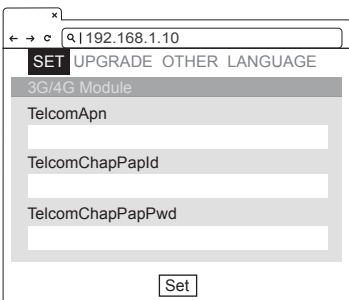 192.168.1.10
SET UPGRADE OTHER LANGUAGE
3G/4G Module
TelcomApn
TelcomChapPapId
TelcomChapPapPwd
Set